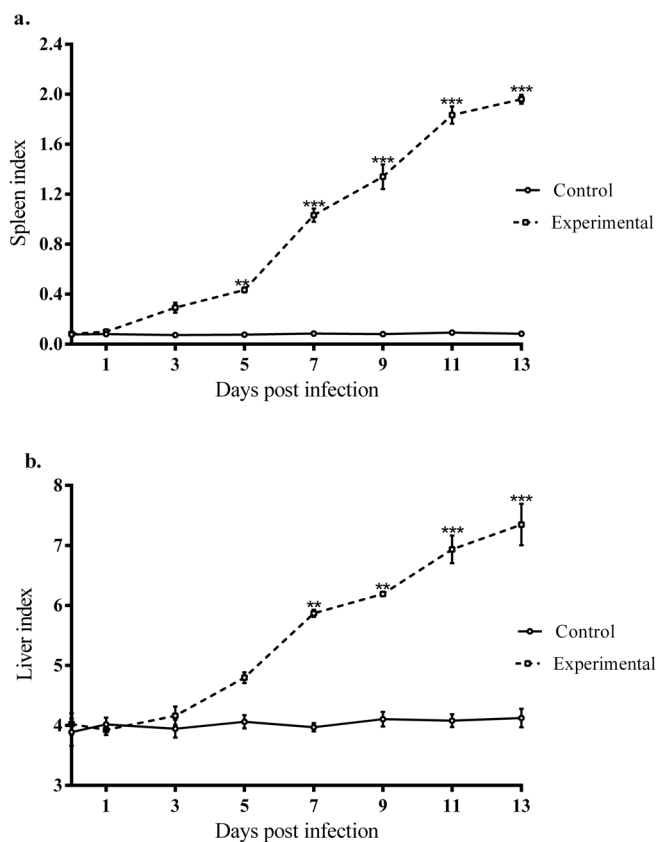 a.
2.4
2.0
1.6
1.2
0.8
0.4
0.0
Spleen index
**
***
***
***
***
Control
Experimental
1 3 5 7 9 11 13
Days post infection
b.
8
7
6
5
4
3
Liver index
**
**
***
***
Control
Experimental
1 3 5 7 9 11 13
Days post infection